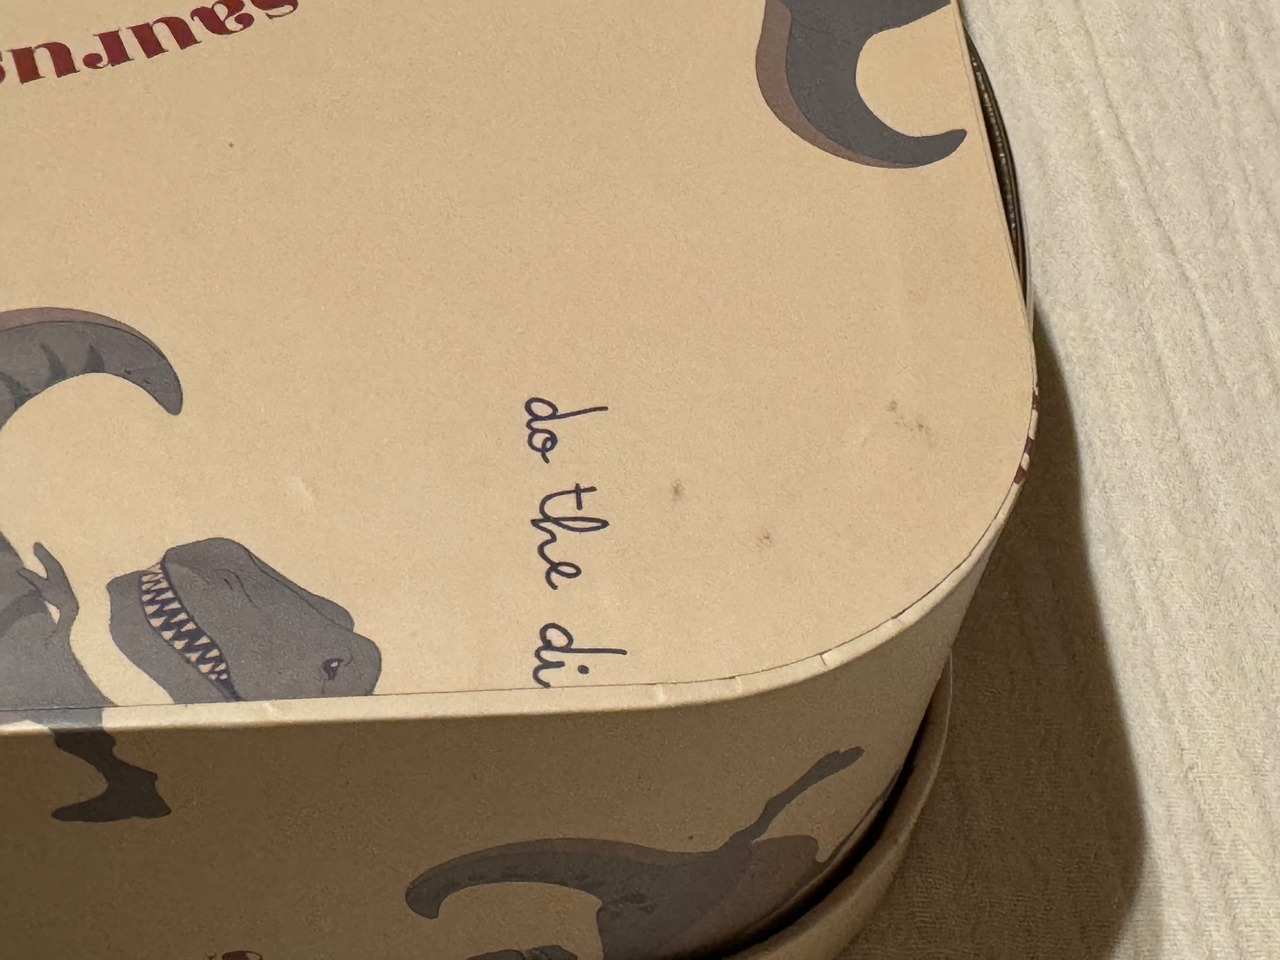 saurus
do the di